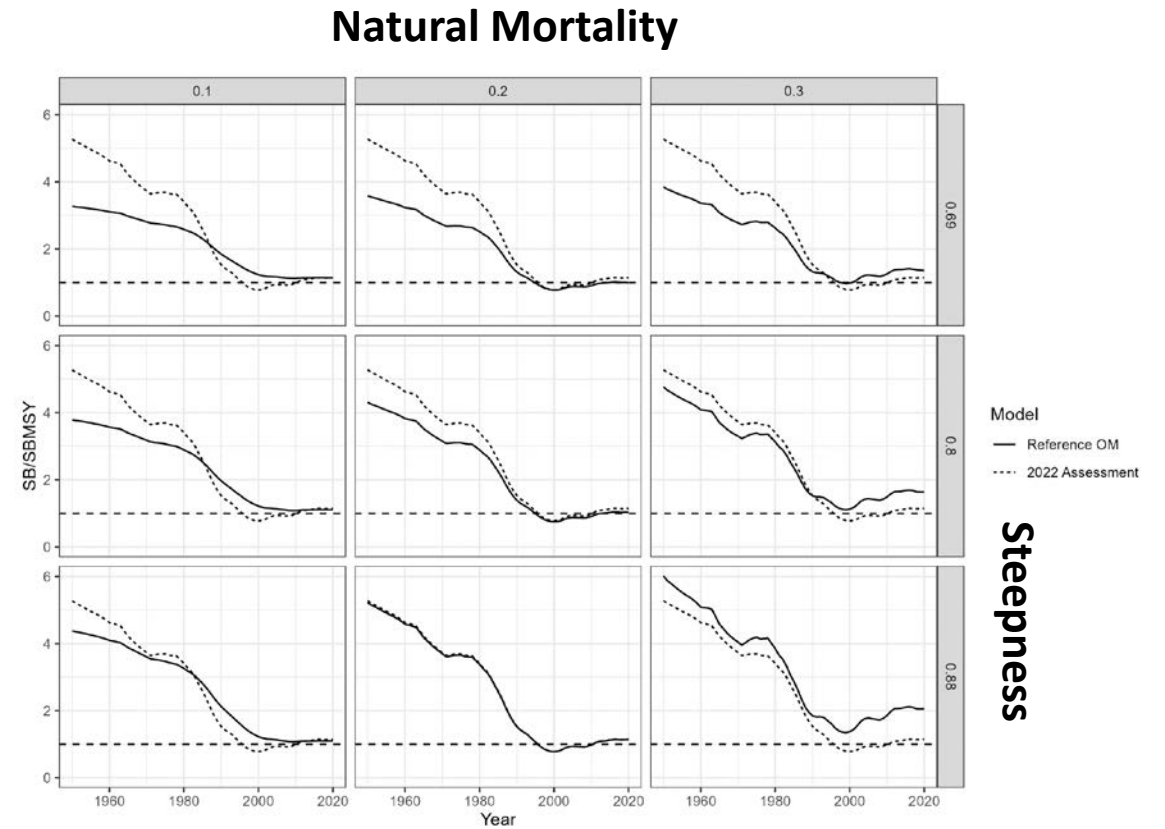 Natural Mortality
0.1 0.2 0.3
6
4
2
0
0.69
6
4
2
0
0.8
6
4
2
0
0.88
SB/SBMSY
1960 1980 2000 2020 1960 1980 2000 2020 1960 1980 2000 2020
Year
Model
Reference OM
2022 Assessment
Steepness